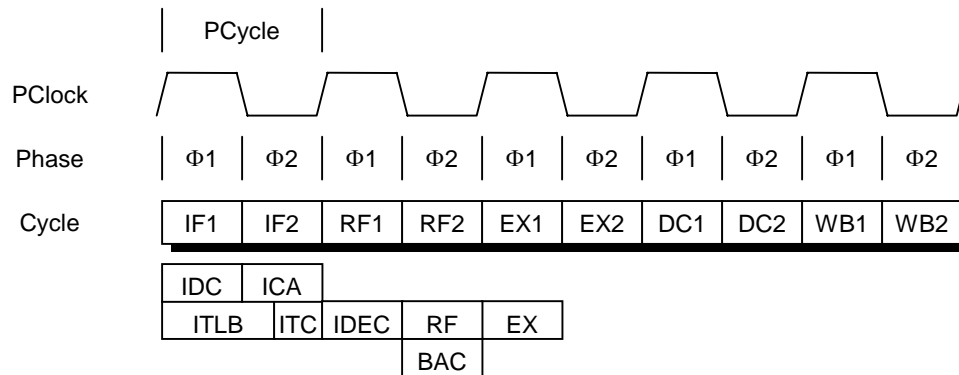 PCycle
PClock
Phase Φ1 Φ2 Φ1 Φ2 Φ1 Φ2 Φ1 Φ2 Φ1 Φ2
Cycle IF1 IF2 RF1 RF2 EX1 EX2 DC1 DC2 WB1 WB2
IDC ICA
ITLB ITC IDEC RF EX
BAC